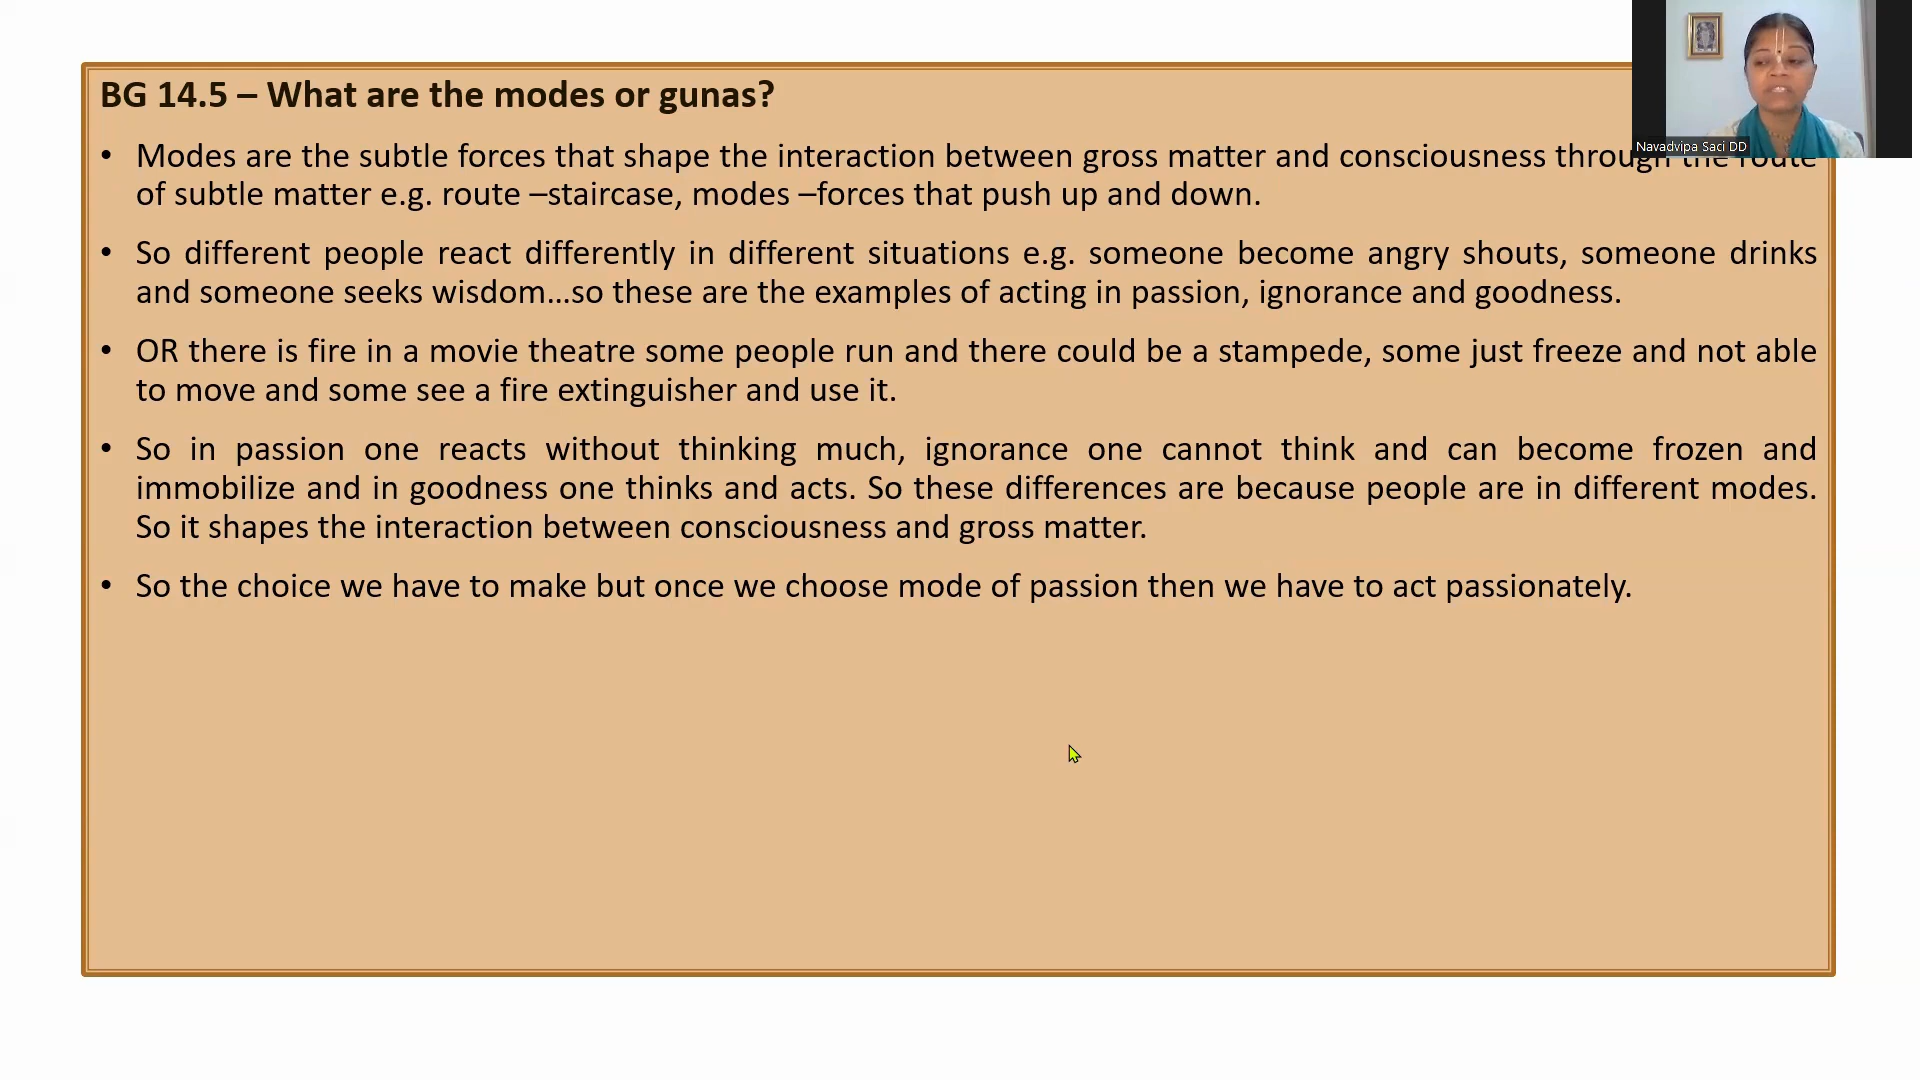 BG 14.5 – What are the modes or gunas?
• Modes are the subtle forces that shape the interaction between gross matter and consciousness through the route
of subtle matter e.g. route –staircase, modes –forces that push up and down.
• So different people react differently in different situations e.g. someone become angry shouts, someone drinks
and someone seeks wisdom...so these are the examples of acting in passion, ignorance and goodness.
• OR there is fire in a movie theatre some people run and there could be a stampede, some just freeze and not able
to move and some see a fire extinguisher and use it.
• So in passion one reacts without thinking much, ignorance one cannot think and can become frozen and
immobilize and in goodness one thinks and acts. So these differences are because people are in different modes.
So it shapes the interaction between consciousness and gross matter.
• So the choice we have to make but once we choose mode of passion then we have to act passionately.
Navadvipa Saci DD